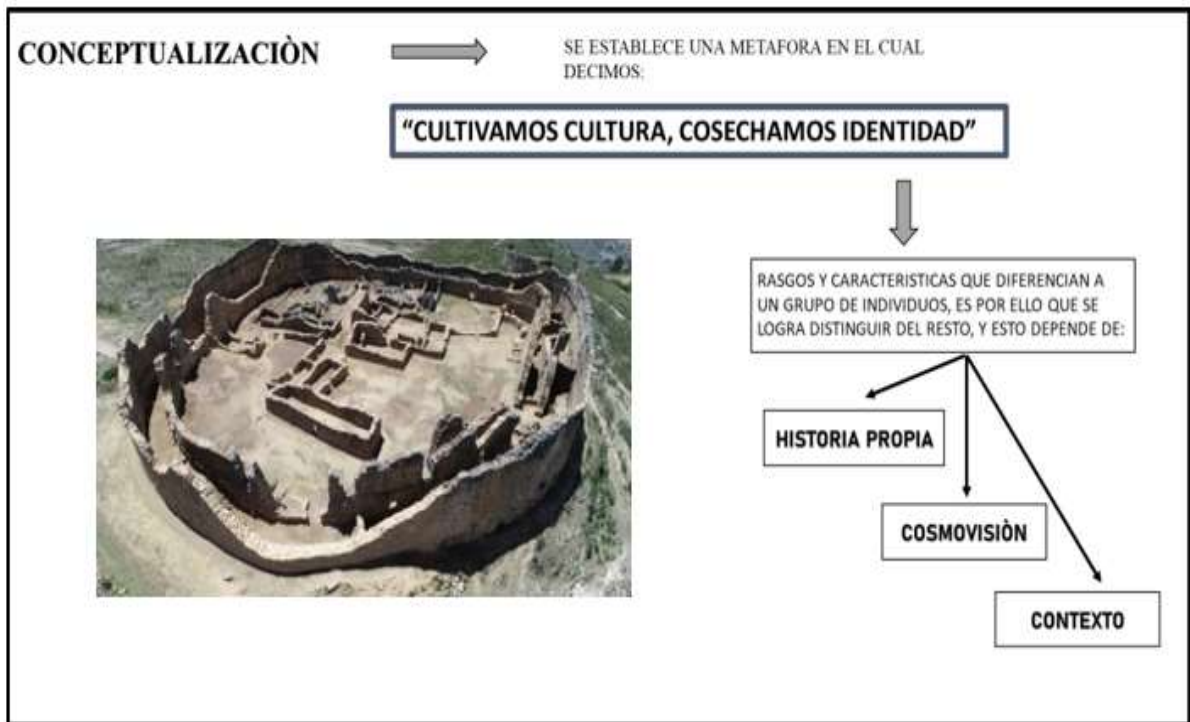 CONCEPTUALIZACIÒN
SE ESTABLECE UNA METAFORA EN EL CUAL
DECIMOS:
“CULTIVAMOS CULTURA, COSECHAMOS IDENTIDAD”
RASGOS Y CARACTERISTICAS QUE DIFERENCIAN A
UN GRUPO DE INDIVIDUOS, ES POR ELLO QUE SE
LOGRA DISTINGUIR DEL RESTO, Y ESTO DEPENDE DE:
HISTORIA PROPIA
COSMOVISIÒN
CONTEXTO